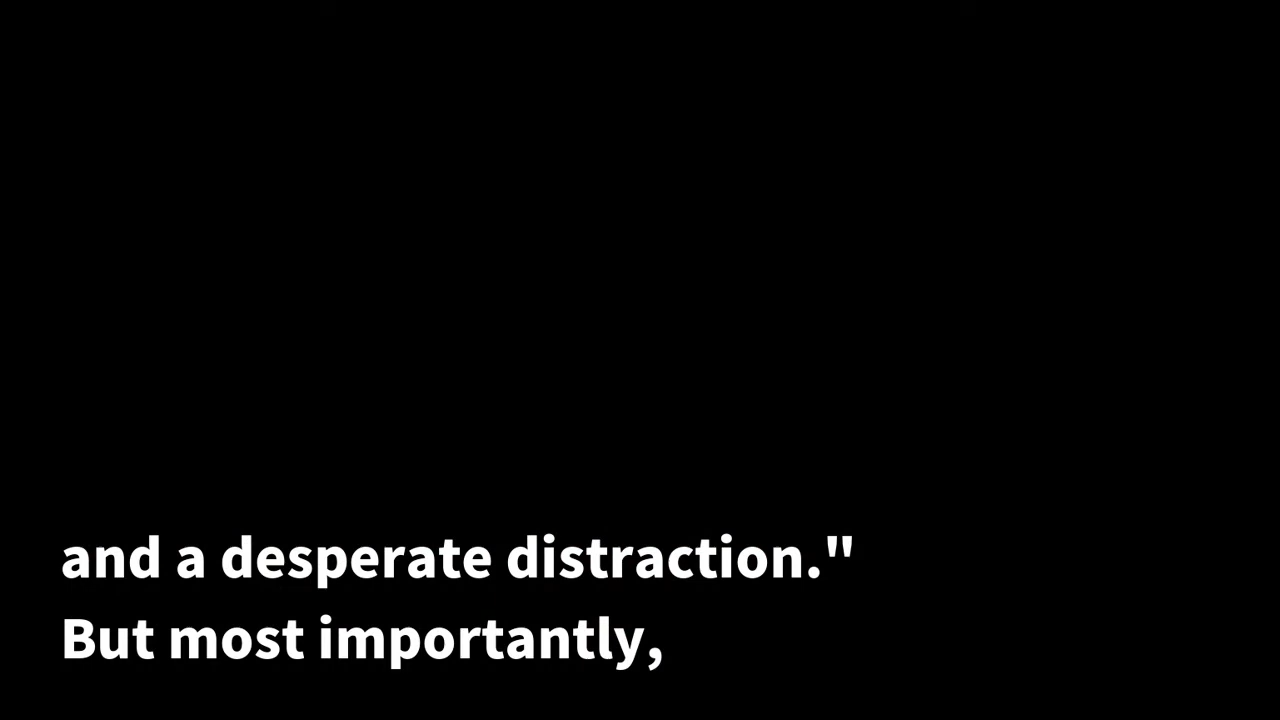 and a desperate distraction."
But most importantly,